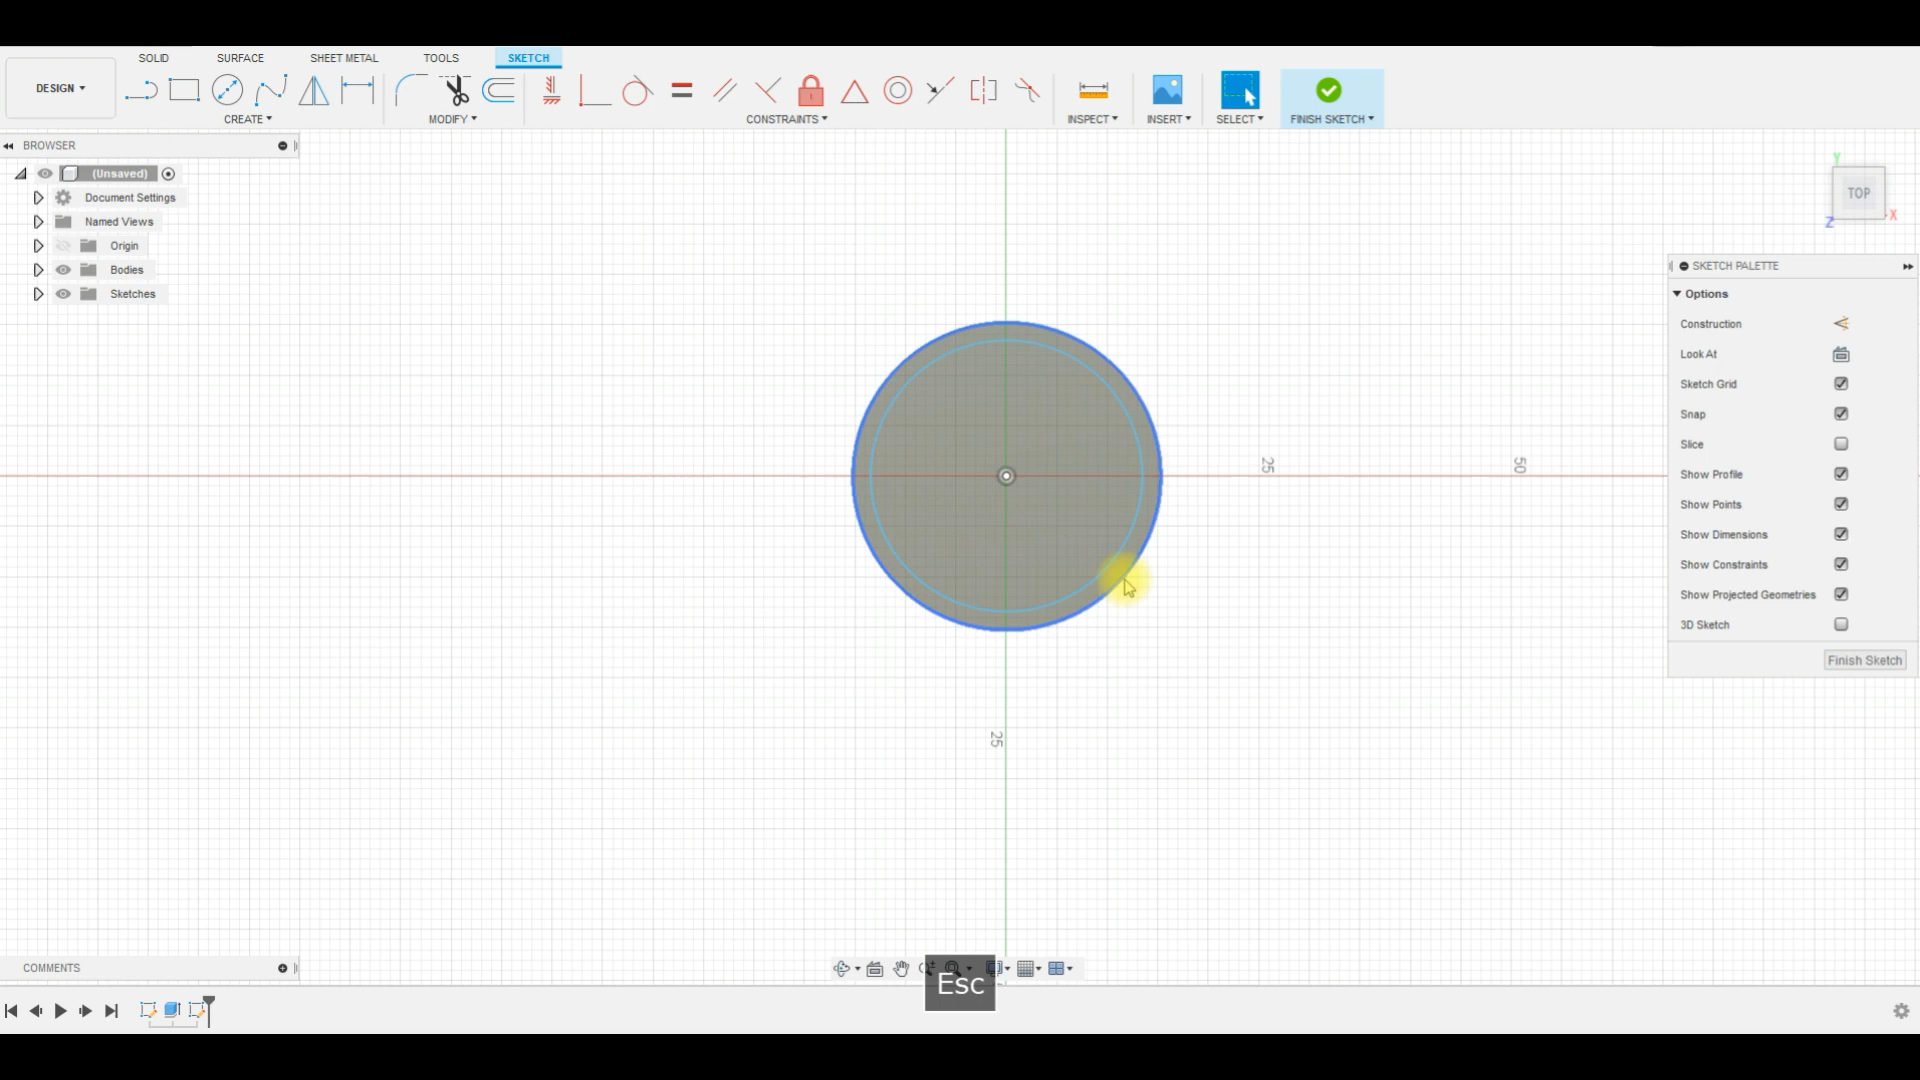 SOLID SURFACE SHEET METAL TOOLS SKETCH
DESIGN
CREATE MODIFY CONSTRAINTS INSPECT INSERT SELECT FINISH SKETCH
BROWSER
(Unsaved)
Document Settings
Named Views
Origin
Bodies
Sketches
Y
TOP
X
Z
SKETCH PALETTE
Options
Construction
Look At
Sketch Grid
Snap
Slice
Show Profile
Show Points
Show Dimensions
Show Constraints
Show Projected Geometries
3D Sketch
Finish Sketch
25
50
25
COMMENTS
Esc